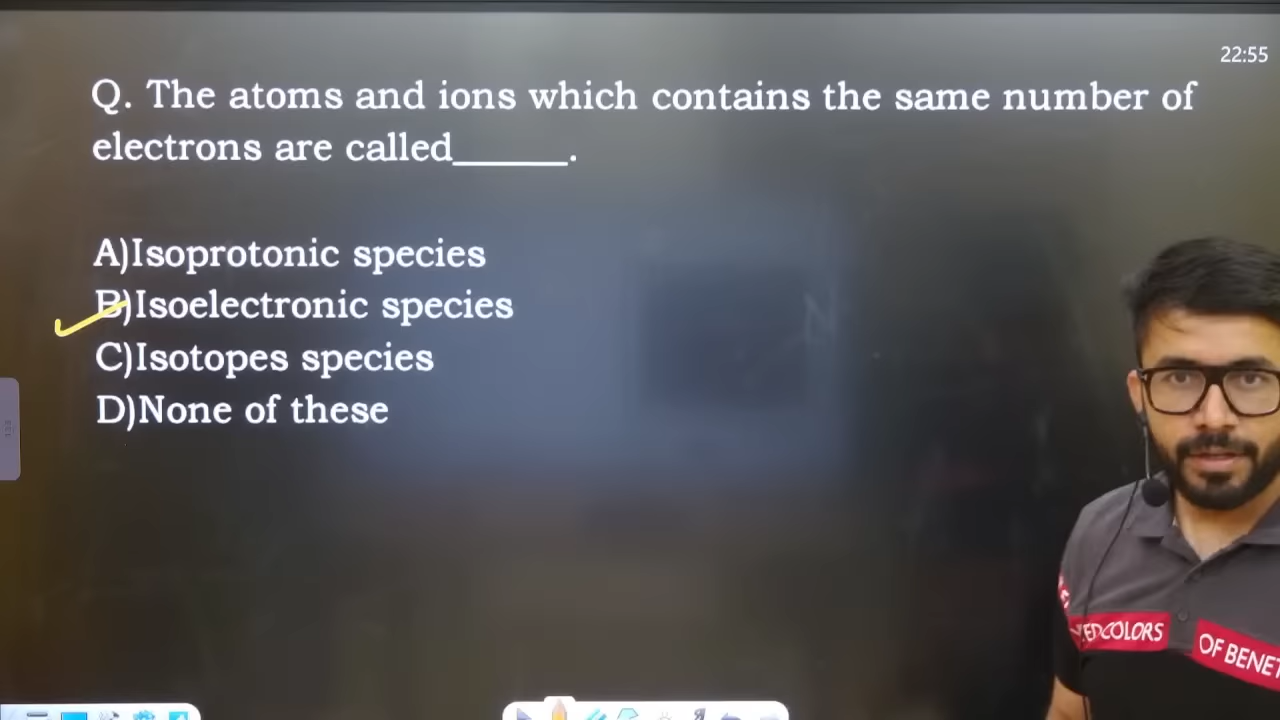 22:55
Q. The atoms and ions which contains the same number of
electrons are called______.
A)Isoprotonic species
B)Isoelectronic species
C)Isotopes species
D)None of these
COLORS
OF BENET